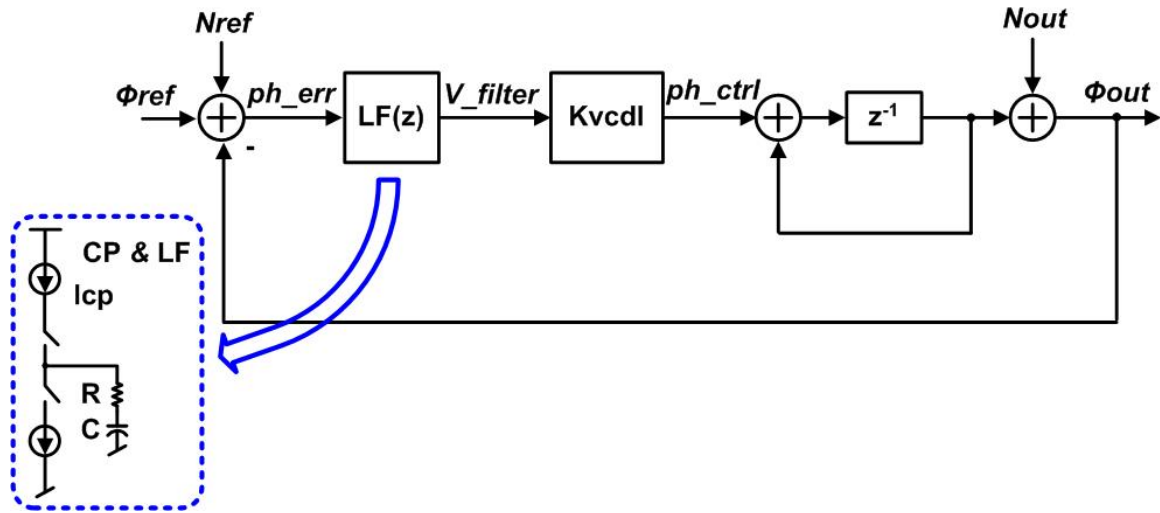 Nref
Nout
Φref
ph_err
LF(z)
V_filter
Kvcdl
ph_ctrl
z⁻¹
Φout
-
CP & LF
Icp
R
C